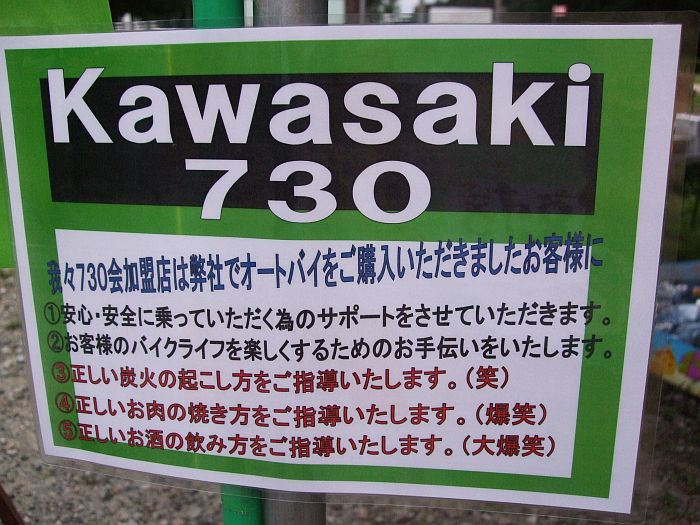 Kawasaki
730
我々730会加盟店は弊社でオートバイをご購入いただきましたお客様に
①安心・安全に乗っていただく為のサポートをさせていただきます。
②お客様のバイクライフを楽しくするためのお手伝いをいたします。
③正しい炭火の起こし方をご指導いたします。(笑)
④正しいお肉の焼き方をご指導いたします。(爆笑)
⑤正しいお酒の飲み方をご指導いたします。(大爆笑)